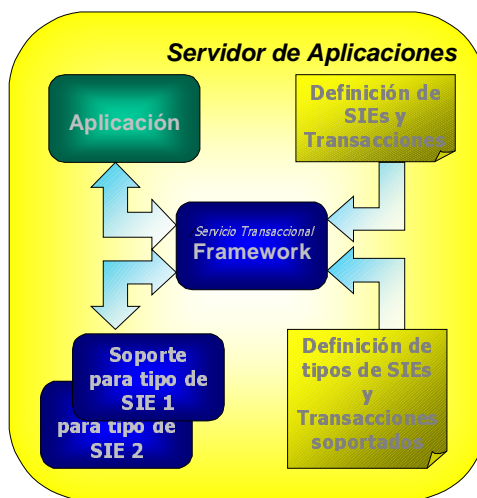 Servidor de Aplicaciones
Aplicación
Definición de
SIEs y
Transacciones
Servicio Transaccional
Framework
Soporte
para tipo de
SIE 1
para tipo de
SIE 2
Definición de
tipos de SIEs
y
Transacciones
soportados